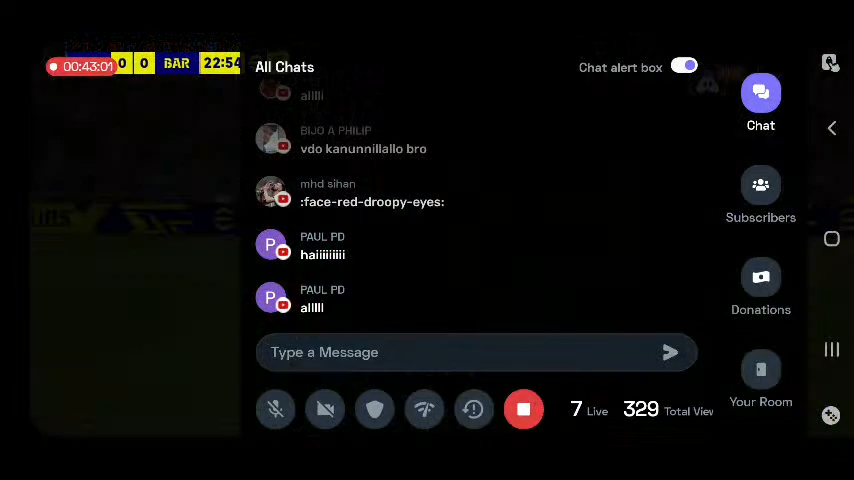 00:43:01
0 0 BAR 22:54
All Chats
Chat alert box
allli
BIJO A PHILIP
vdo kanunnillallo bro
mhd sihan
:face-red-droopy-eyes:
PAUL PD
haiiiiiiiii
PAUL PD
alllll
Type a Message
7 Live
329 Total View
Chat
Subscribers
Donations
Your Room